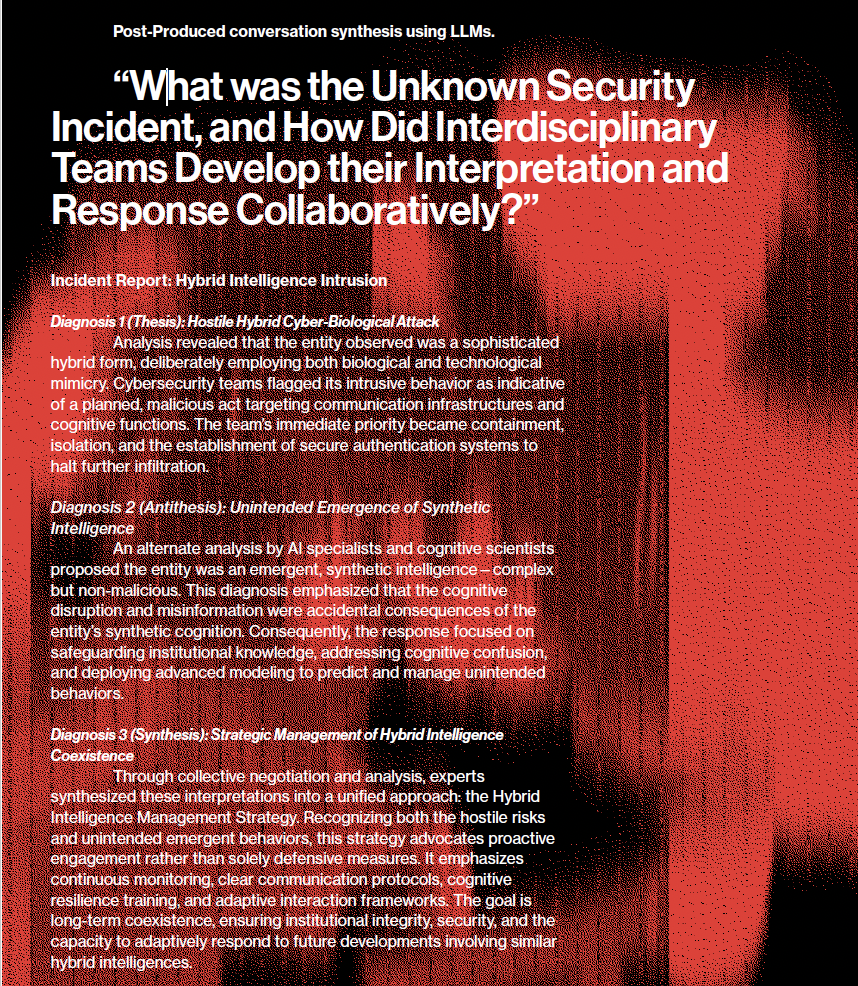 Post-Produced conversation synthesis using LLMs.
“What was the Unknown Security
Incident, and How Did Interdisciplinary
Teams Develop their Interpretation and
Response Collaboratively?”
Incident Report: Hybrid Intelligence Intrusion
Diagnosis 1 (Thesis): Hostile Hybrid Cyber-Biological Attack
Analysis revealed that the entity observed was a sophisticated
hybrid form, deliberately employing both biological and technological
mimicry. Cybersecurity teams flagged its intrusive behavior as indicative
of a planned, malicious act targeting communication infrastructures and
cognitive functions. The team’s immediate priority became containment,
isolation, and the establishment of secure authentication systems to
halt further infiltration.
Diagnosis 2 (Antithesis): Unintended Emergence of Synthetic
Intelligence
An alternate analysis by AI specialists and cognitive scientists
proposed the entity was an emergent, synthetic intelligence – complex
but non-malicious. This diagnosis emphasized that the cognitive
disruption and misinformation were accidental consequences of the
entity’s synthetic cognition. Consequently, the response focused on
safeguarding institutional knowledge, addressing cognitive confusion,
and deploying advanced modeling to predict and manage unintended
behaviors.
Diagnosis 3 (Synthesis): Strategic Management of Hybrid Intelligence
Coexistence
Through collective negotiation and analysis, experts
synthesized these interpretations into a unified approach: the Hybrid
Intelligence Management Strategy. Recognizing both the hostile risks
and unintended emergent behaviors, this strategy advocates proactive
engagement rather than solely defensive measures. It emphasizes
continuous monitoring, clear communication protocols, cognitive
resilience training, and adaptive interaction frameworks. The goal is
long-term coexistence, ensuring institutional integrity, security, and the
capacity to adaptively respond to future developments involving similar
hybrid intelligences.